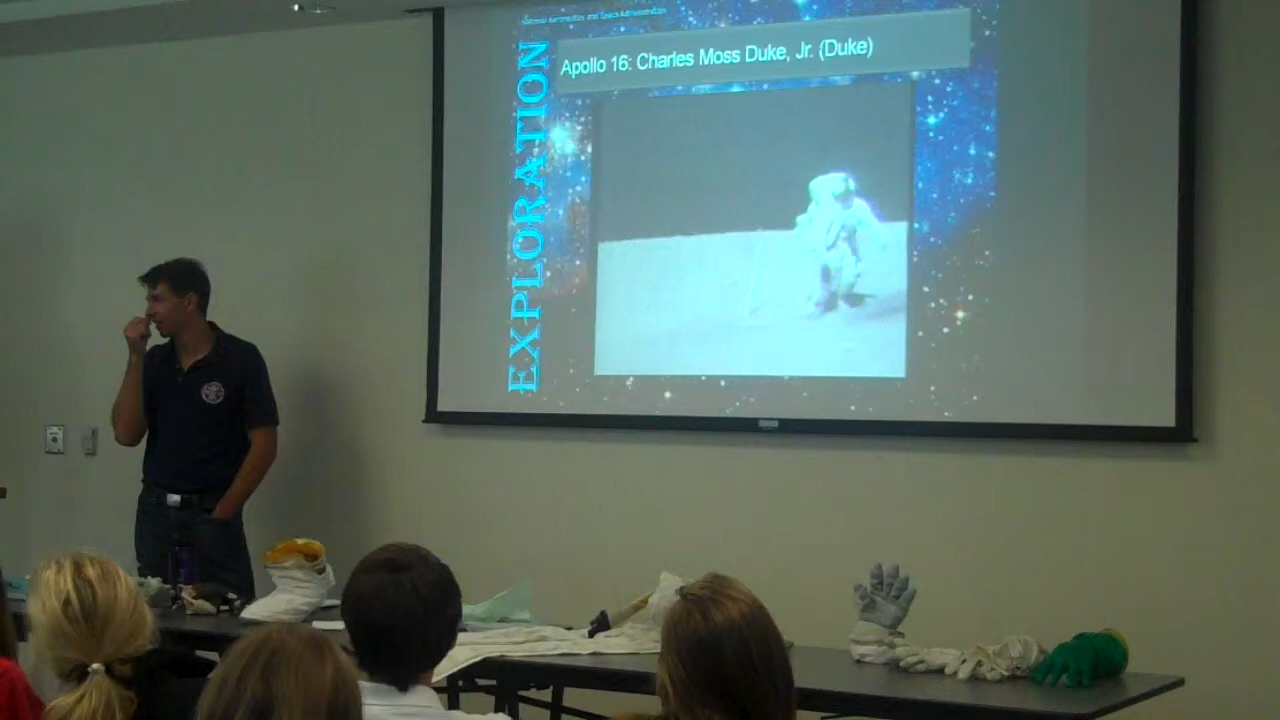 National Aeronautics and Space Administration
Apollo 16: Charles Moss Duke, Jr. (Duke)
EXPLORATION